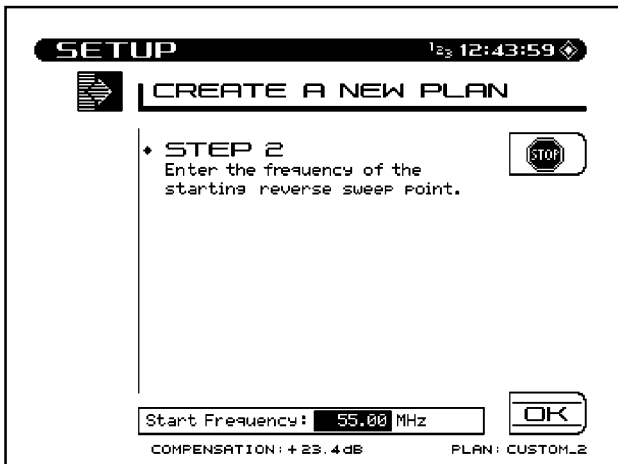 SETUP 123 12:43:59
CREATE A NEW PLAN
STEP 2
Enter the frequency of the
starting reverse sweep point.
STOP
Start Frequency: 55.00 MHz
OK
COMPENSATION:+23.4dB PLAN: CUSTOM_2